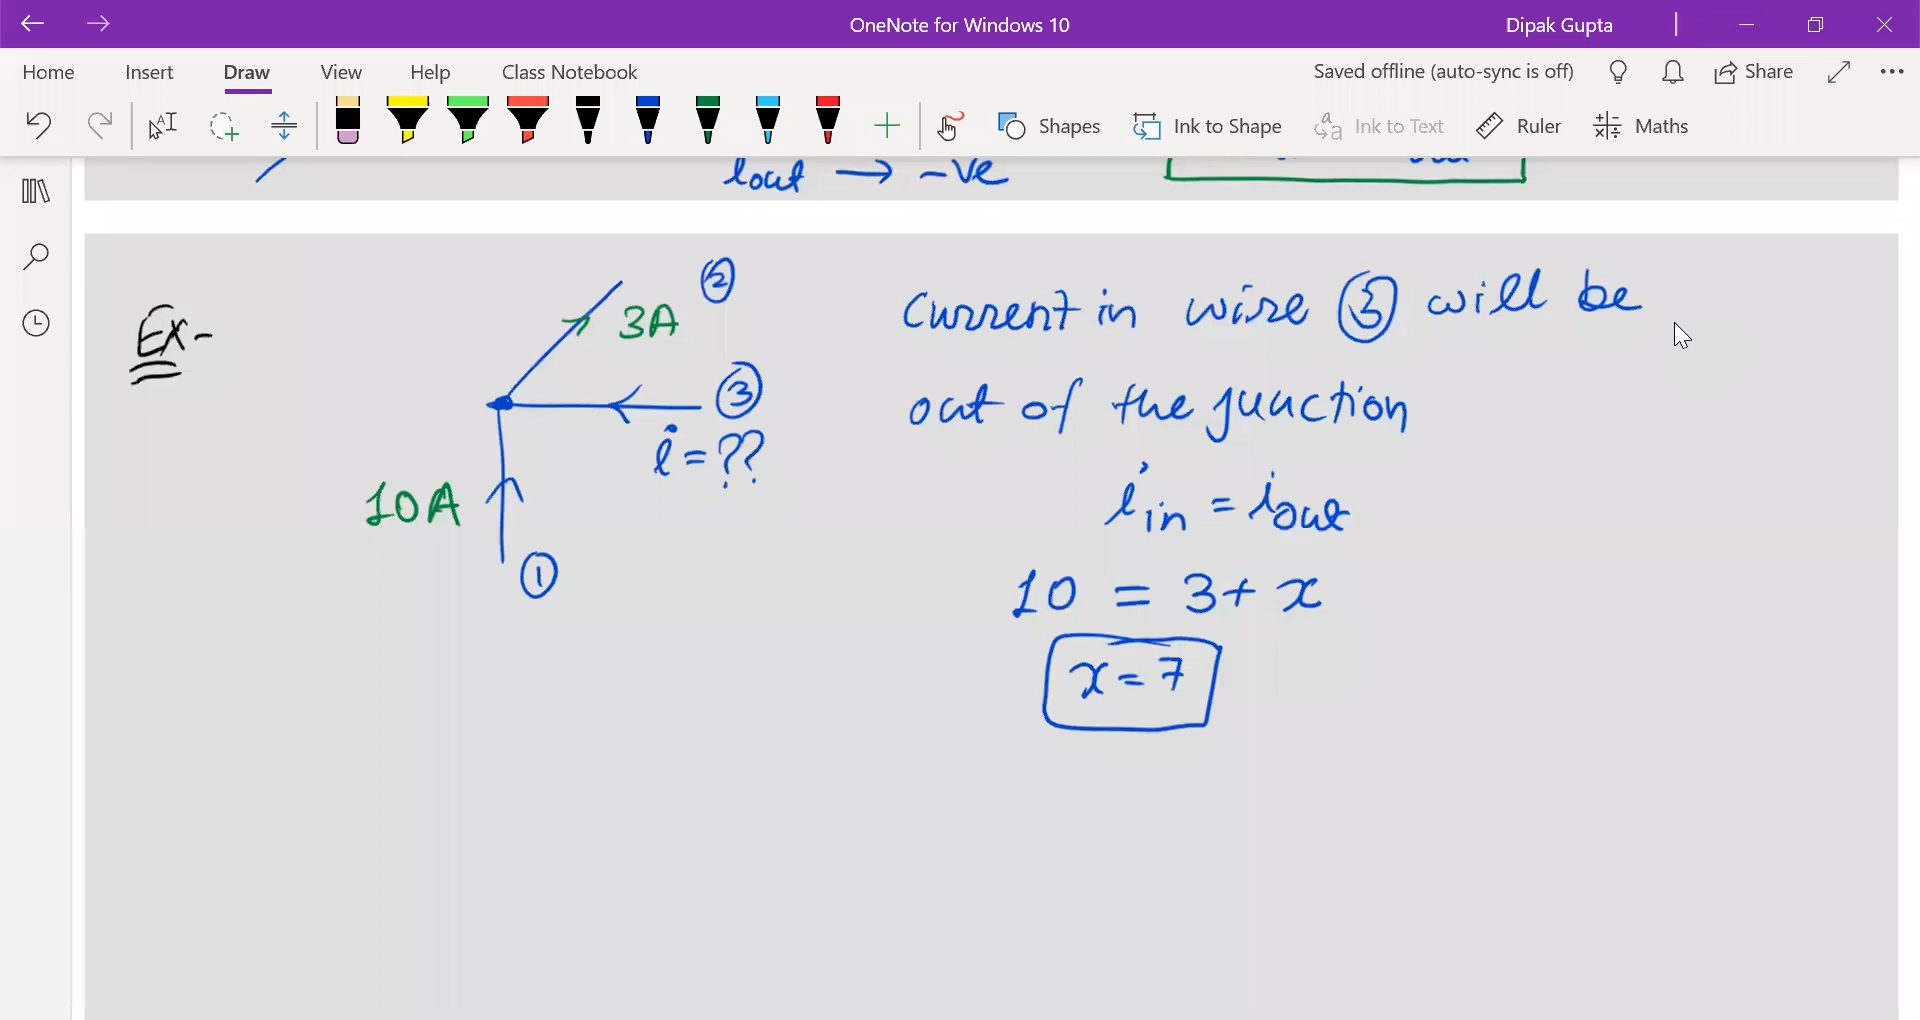 OneNote for Windows 10
Dipak Gupta
Home Insert Draw View Help Class Notebook
Saved offline (auto-sync is off) Share
Shapes Ink to Shape Ink to Text Ruler Maths
iout → -ve
Ex-
3A ②
③
i = ??
10A
①
Current in wire ③ will be
out of the junction
i in = i out
10 = 3 + x
x = 7